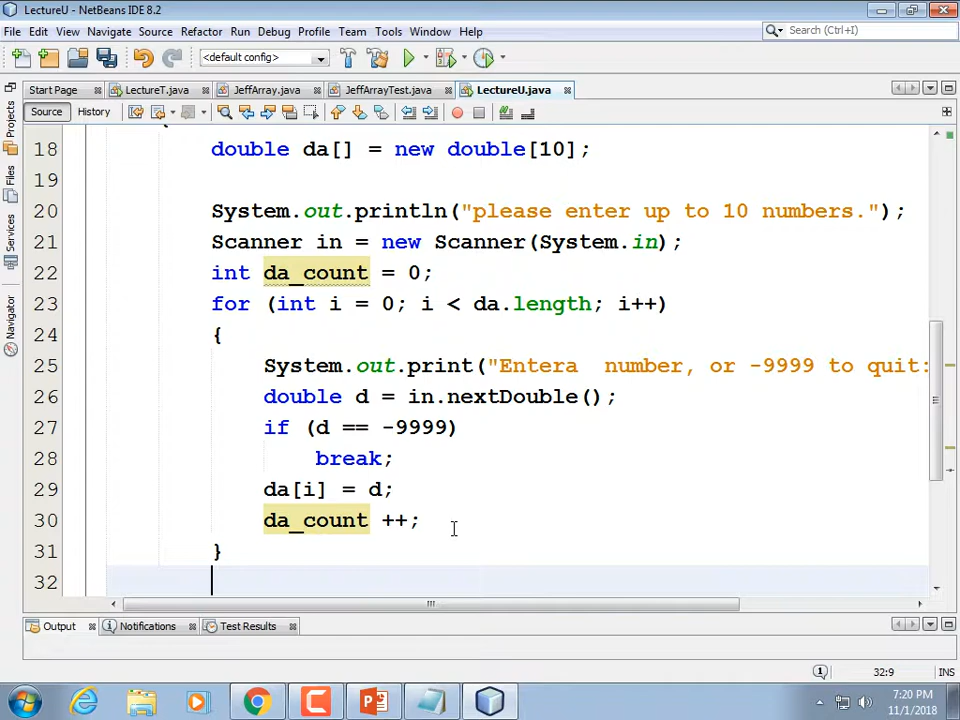 LectureU - NetBeans IDE 8.2
File Edit View Navigate Source Refactor Run Debug Profile Team Tools Window Help
Search (Ctrl+I)
<default config>
Start Page LectureT.java JeffArray.java JeffArrayTest.java LectureU.java
Source History
Projects
Files
Services
Navigator
18 double da[] = new double[10];
19
20 System.out.println("please enter up to 10 numbers.");
21 Scanner in = new Scanner(System.in);
22 int da_count = 0;
23 for (int i = 0; i < da.length; i++)
24 {
25 System.out.print("Entera  number, or -9999 to quit:
26 double d = in.nextDouble();
27 if (d == -9999)
28 break;
29 da[i] = d;
30 da_count ++;
31 }
32
Output Notifications Test Results
32:9 INS
7:20 PM
11/1/2018